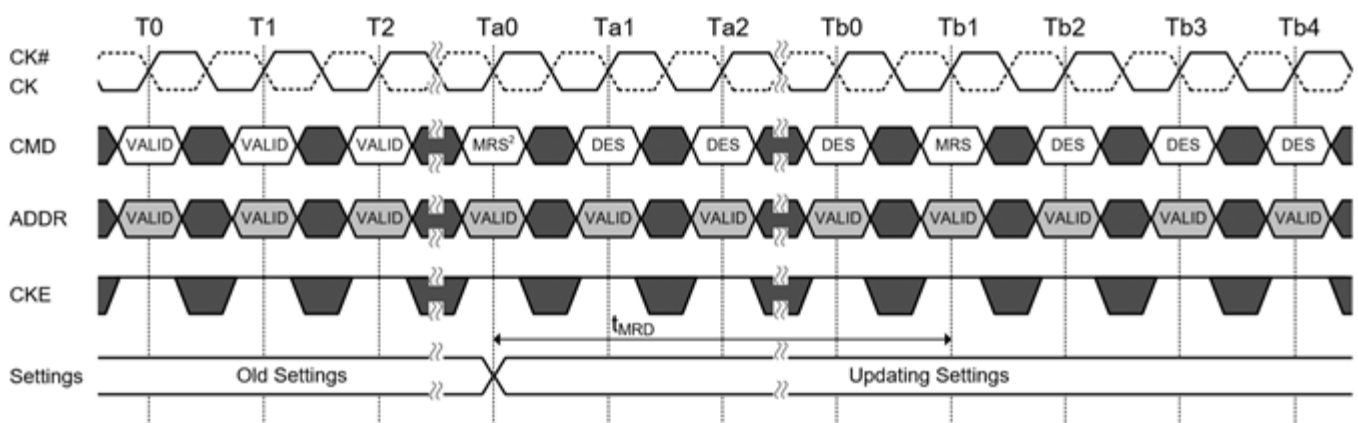 T0 T1 T2 Ta0 Ta1 Ta2 Tb0 Tb1 Tb2 Tb3 Tb4
CK#
CK
CMD VALID VALID VALID MRS² DES DES DES MRS DES DES DES
ADDR VALID VALID VALID VALID VALID VALID VALID VALID VALID VALID VALID
CKE
tMRD
Settings Old Settings Updating Settings